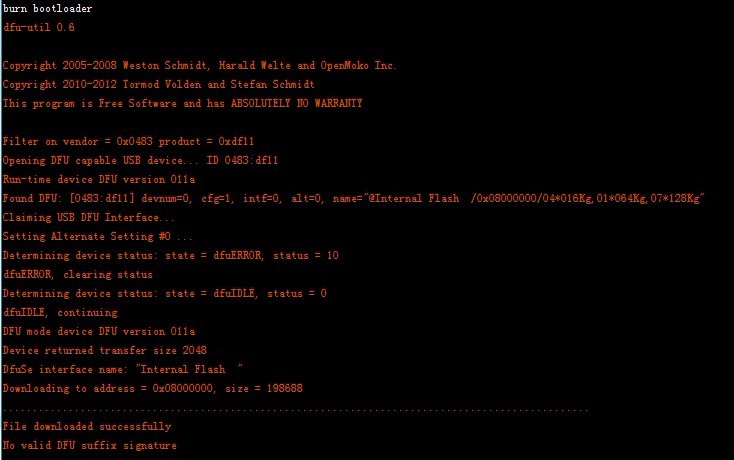 burn bootloader
dfu-util 0.6
Copyright 2005-2008 Weston Schmidt, Harald Welte and OpenMoko Inc.
Copyright 2010-2012 Tormod Volden and Stefan Schmidt
This program is Free Software and has ABSOLUTELY NO WARRANTY
Filter on vendor = 0x0483 product = 0xdf11
Opening DFU capable USB device... ID 0483:df11
Run-time device DFU version 011a
Found DFU: [0483:df11] devnum=0, cfg=1, intf=0, alt=0, name="@Internal Flash  /0x08000000/04*016Kg,01*064Kg,07*128Kg"
Claiming USB DFU Interface...
Setting Alternate Setting #0 ...
Determining device status: state = dfuERROR, status = 10
dfuERROR, clearing status
Determining device status: state = dfuIDLE, status = 0
dfuIDLE, continuing
DFU mode device DFU version 011a
Device returned transfer size 2048
DfuSe interface name: "Internal Flash  "
Downloading to address = 0x08000000, size = 198688
.................................................................................................
File downloaded successfully
No valid DFU suffix signature